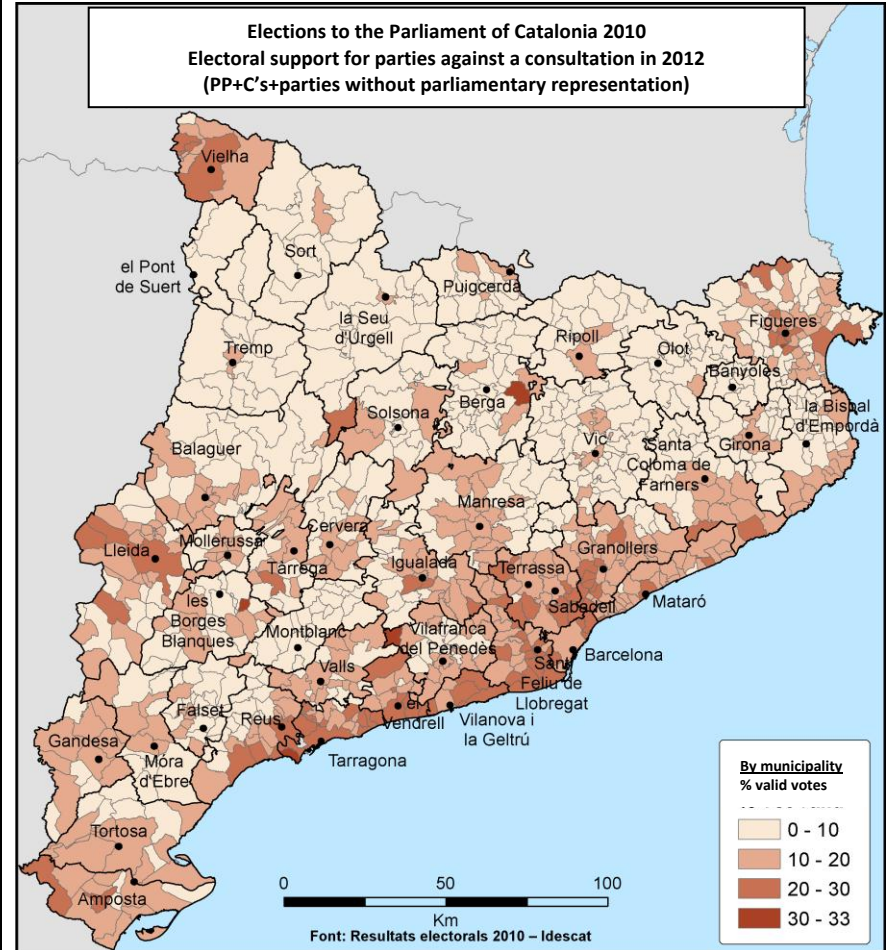 Elections to the Parliament of Catalonia 2010
Electoral support for parties against a consultation in 2012
(PP+C's+parties without parliamentary representation)
Vielha
el Pont
de Suert
Sort
Puigcerdà
la Seu
d'Urgell
Tremp
Ripoll
Olot
Figueres
Banyoles
Berga
Solsona
la Bisbal
d'Empordà
Girona
Vic
Santa
Coloma de
Farners
Balaguer
Manresa
Cervera
Mollerussa
Lleida
Tàrrega
Igualada
Granollers
Terrassa
Sabadell
Mataró
les
Borges
Blanques
Montblanc
Vilafranca
del Penedès
Barcelona
Sant
Feliu de
Llobregat
Valls
Falset
Reus
el
Vendrell
Vilanova i
la Geltrú
Tarragona
Gandesa
Móra
d'Ebre
Tortosa
Amposta
By municipality
% valid votes
0 - 10
10 - 20
20 - 30
30 - 33
0 50 100
Km
Font: Resultats electorals 2010 – Idescat